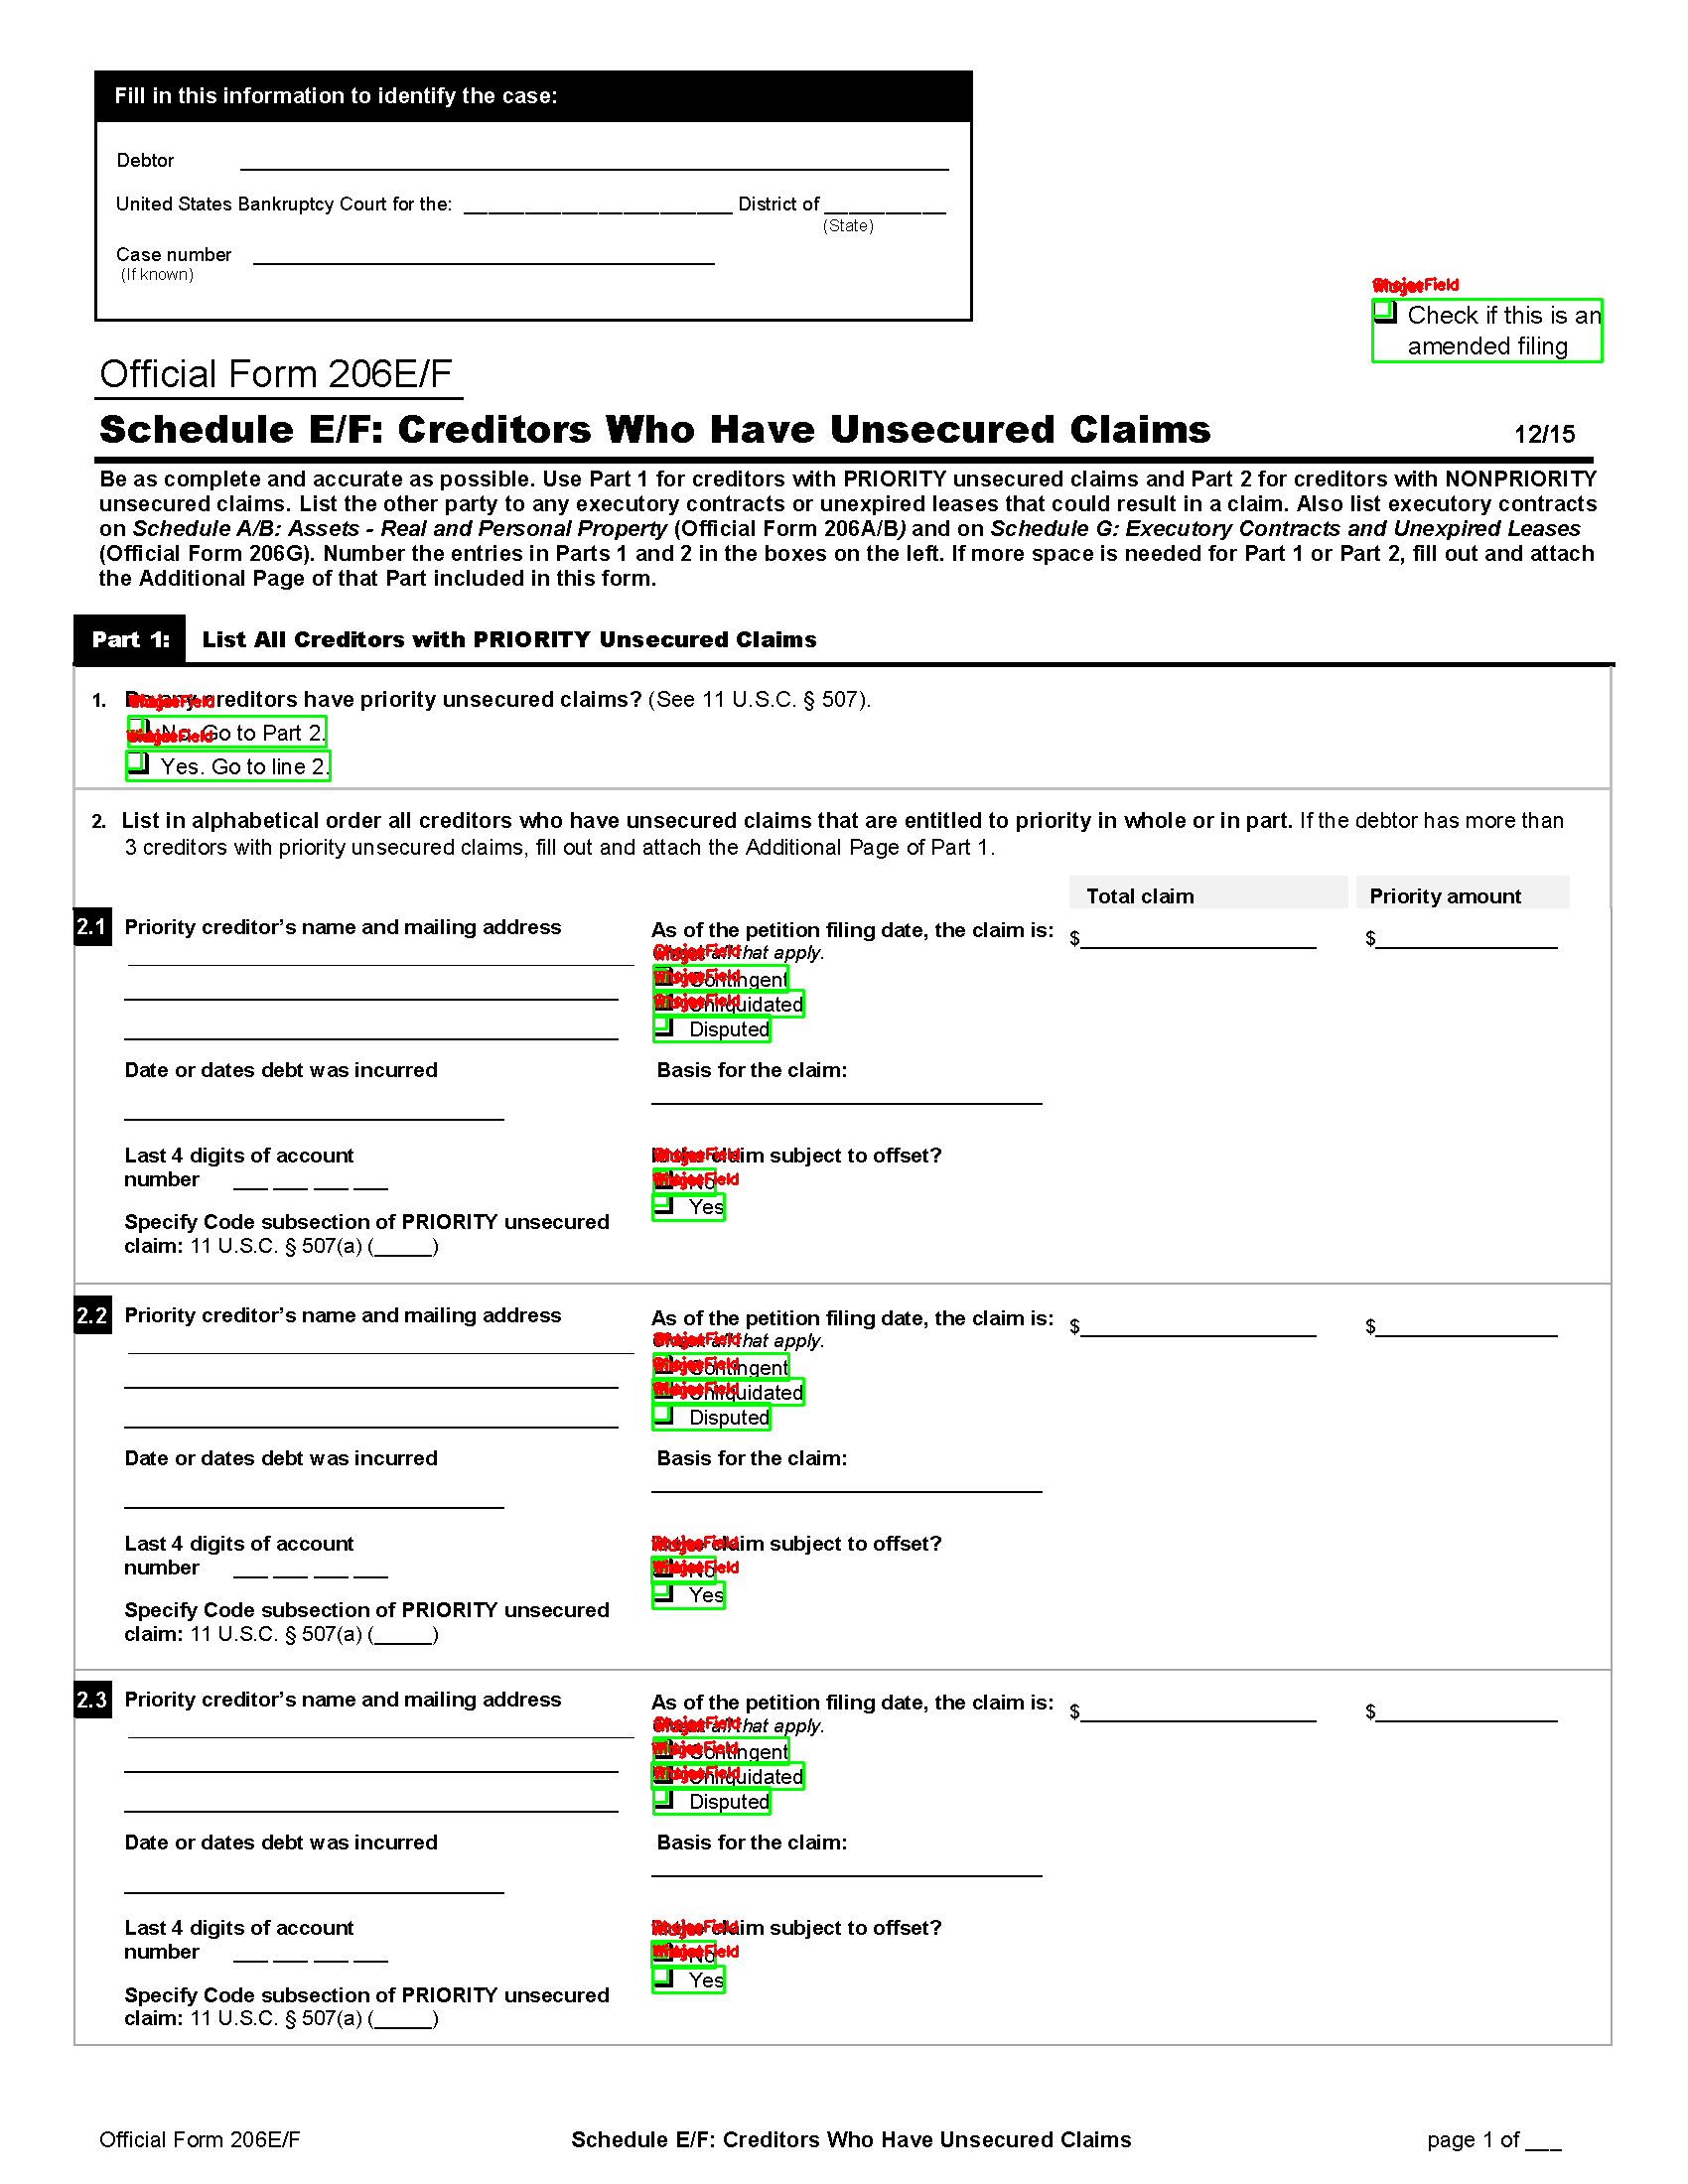 Fill in this information to identify the case:
Debtor
United States Bankruptcy Court for the: ______________________ District of __________
(State)
Case number
(If known)
ChoiceField
Check if this is an
amended filing
Official Form 206E/F
Schedule E/F: Creditors Who Have Unsecured Claims 12/15
Be as complete and accurate as possible. Use Part 1 for creditors with PRIORITY unsecured claims and Part 2 for creditors with NONPRIORITY
unsecured claims. List the other party to any executory contracts or unexpired leases that could result in a claim. Also list executory contracts
on Schedule A/B: Assets - Real and Personal Property (Official Form 206A/B) and on Schedule G: Executory Contracts and Unexpired Leases
(Official Form 206G). Number the entries in Parts 1 and 2 in the boxes on the left. If more space is needed for Part 1 or Part 2, fill out and attach
the Additional Page of that Part included in this form.
Part 1: List All Creditors with PRIORITY Unsecured Claims
1. creditors have priority unsecured claims? (See 11 U.S.C. § 507).
Go to Part 2.
Yes. Go to line 2.
2. List in alphabetical order all creditors who have unsecured claims that are entitled to priority in whole or in part. If the debtor has more than
3 creditors with priority unsecured claims, fill out and attach the Additional Page of Part 1.
Total claim Priority amount
2.1 Priority creditor's name and mailing address As of the petition filing date, the claim is: $ $
that apply.
Contingent
Unliquidated
Disputed
Date or dates debt was incurred Basis for the claim:
Last 4 digits of account claim subject to offset?
number ___ ___ ___ ___ No
Yes
Specify Code subsection of PRIORITY unsecured
claim: 11 U.S.C. § 507(a) (_____)
2.2 Priority creditor's name and mailing address As of the petition filing date, the claim is: $ $
that apply.
Contingent
Unliquidated
Disputed
Date or dates debt was incurred Basis for the claim:
Last 4 digits of account claim subject to offset?
number ___ ___ ___ ___ No
Yes
Specify Code subsection of PRIORITY unsecured
claim: 11 U.S.C. § 507(a) (_____)
2.3 Priority creditor's name and mailing address As of the petition filing date, the claim is: $ $
that apply.
Contingent
Unliquidated
Disputed
Date or dates debt was incurred Basis for the claim:
Last 4 digits of account claim subject to offset?
number ___ ___ ___ ___ No
Yes
Specify Code subsection of PRIORITY unsecured
claim: 11 U.S.C. § 507(a) (_____)
Official Form 206E/F Schedule E/F: Creditors Who Have Unsecured Claims page 1 of ___